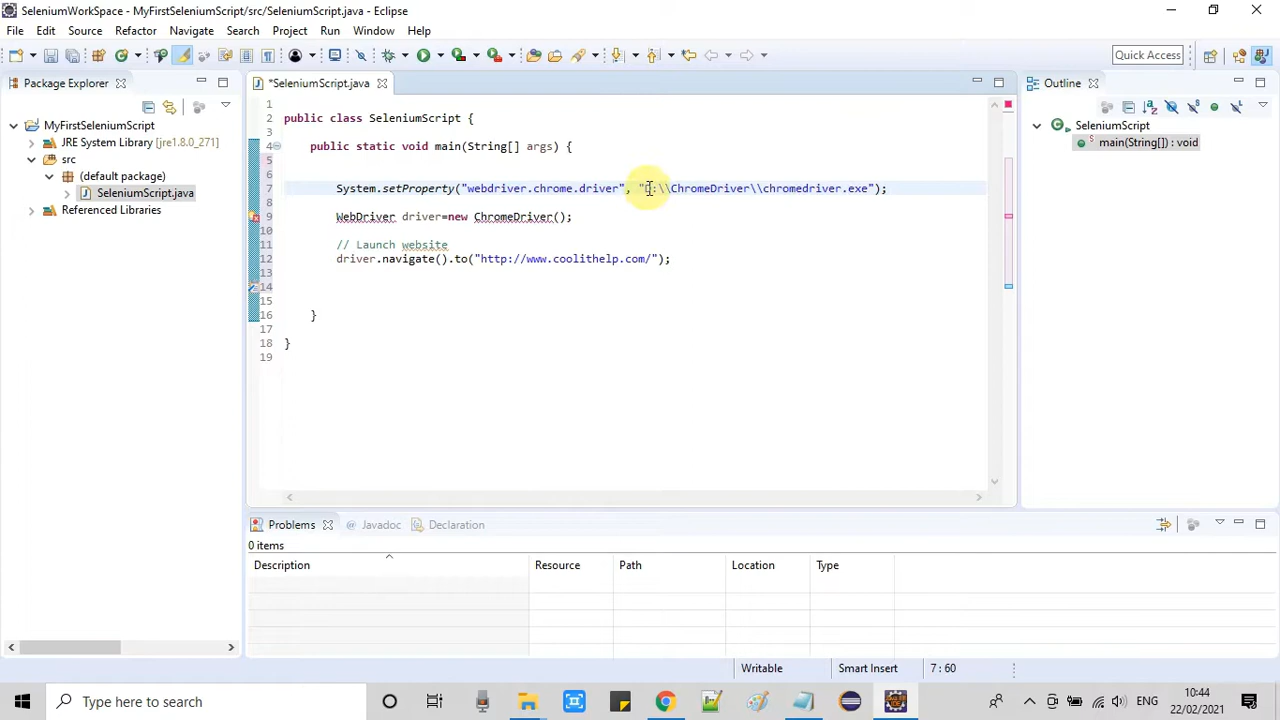 SeleniumWorkSpace - MyFirstSeleniumScript/src/SeleniumScript.java - Eclipse
File Edit Source Refactor Navigate Search Project Run Window Help
Quick Access
Package Explorer
MyFirstSeleniumScript
JRE System Library [jre1.8.0_271]
src
(default package)
SeleniumScript.java
Referenced Libraries
*SeleniumScript.java
1
2 public class SeleniumScript {
3
4 public static void main(String[] args) {
5
6
7 System.setProperty("webdriver.chrome.driver", "D:\\ChromeDriver\\chromedriver.exe");
8
9 WebDriver driver=new ChromeDriver();
10
11 // Launch website
12 driver.navigate().to("http://www.coolithelp.com/");
13
14
15
16 }
17
18 }
19
Outline
SeleniumScript
main(String[]) : void
Problems @ Javadoc Declaration
0 items
Description Resource Path Location Type
Writable Smart Insert 7 : 60
Type here to search
ENG
10:44
22/02/2021